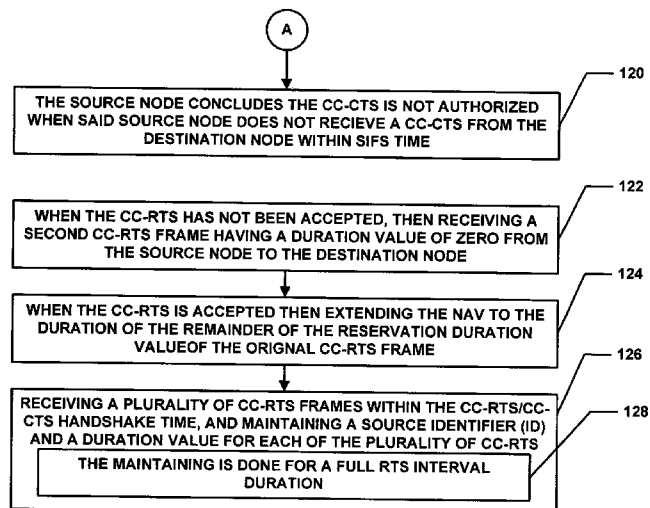 A
120
THE SOURCE NODE CONCLUDES THE CC-CTS IS NOT AUTHORIZED
WHEN SAID SOURCE NODE DOES NOT RECIEVE A CC-CTS FROM THE
DESTINATION NODE WITHIN SIFS TIME
122
WHEN THE CC-RTS HAS NOT BEEN ACCEPTED, THEN RECEIVING A
SECOND CC-RTS FRAME HAVING A DURATION VALUE OF ZERO FROM
THE SOURCE NODE TO THE DESTINATION NODE
124
WHEN THE CC-RTS IS ACCEPTED THEN EXTENDING THE NAV TO THE
DURATION OF THE REMAINDER OF THE RESERVATION DURATION
VALUEOF THE ORIGNAL CC-RTS FRAME
126
RECEIVING A PLURALITY OF CC-RTS FRAMES WITHIN THE CC-RTS/CC-
CTS HANDSHAKE TIME, AND MAINTAINING A SOURCE IDENTIFIER (ID)
AND A DURATION VALUE FOR EACH OF THE PLURALITY OF CC-RTS
128
THE MAINTAINING IS DONE FOR A FULL RTS INTERVAL
DURATION